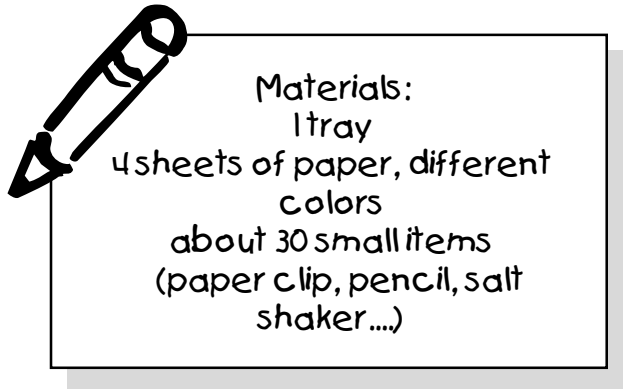 Materials:
1 tray
4 sheets of paper, different
colors
about 30 small items
(paper clip, pencil, salt
shaker....)